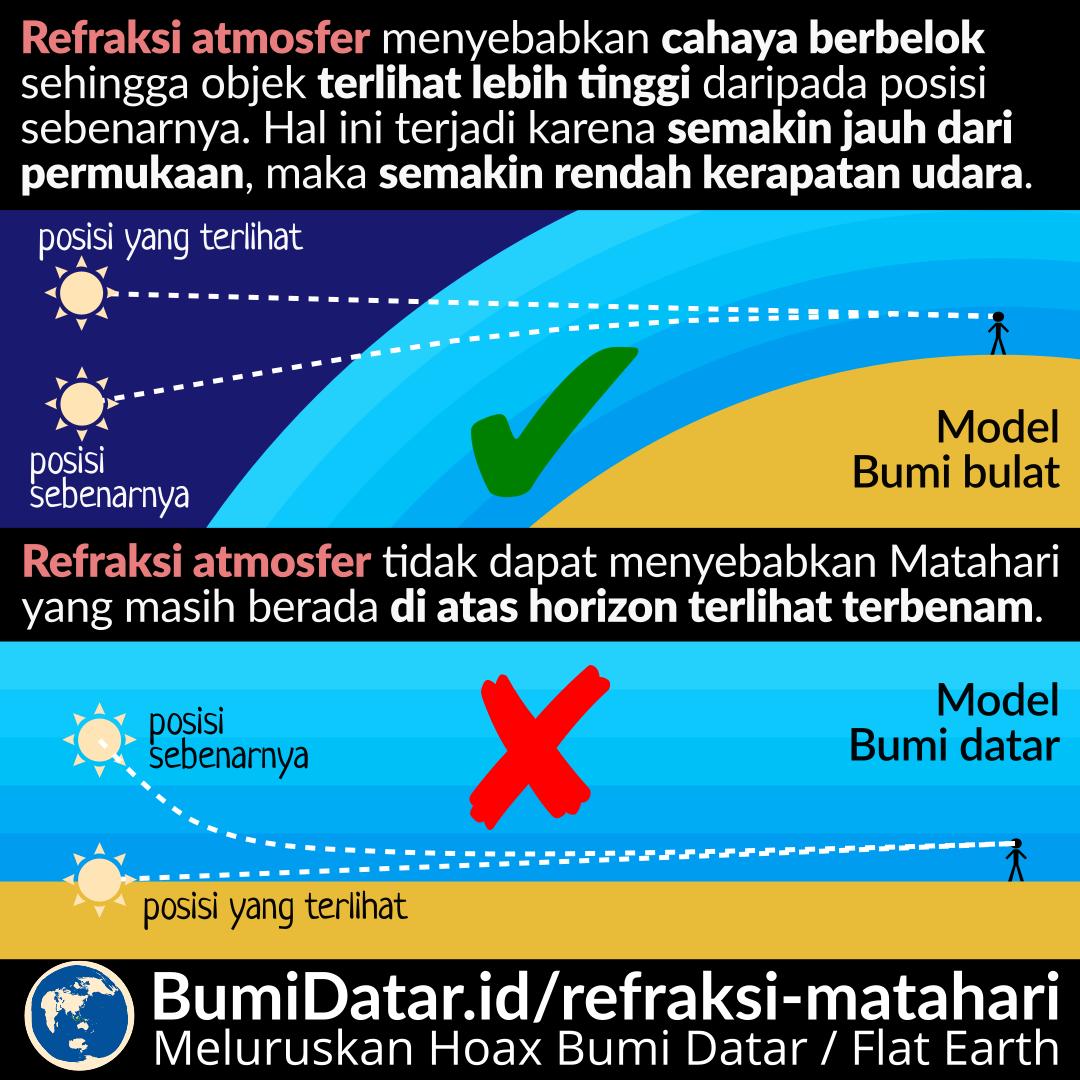 Refraksi atmosfer menyebabkan cahaya berbelok
sehingga objek terlihat lebih tinggi daripada posisi
sebenarnya. Hal ini terjadi karena semakin jauh dari
permukaan, maka semakin rendah kerapatan udara.
posisi yang terlihat
posisi
sebenarnya
Model
Bumi bulat
Refraksi atmosfer tidak dapat menyebabkan Matahari
yang masih berada di atas horizon terlihat terbenam.
posisi
sebenarnya
Model
Bumi datar
posisi yang terlihat
BumiDatar.id/refraksi-matahari
Meluruskan Hoax Bumi Datar / Flat Earth